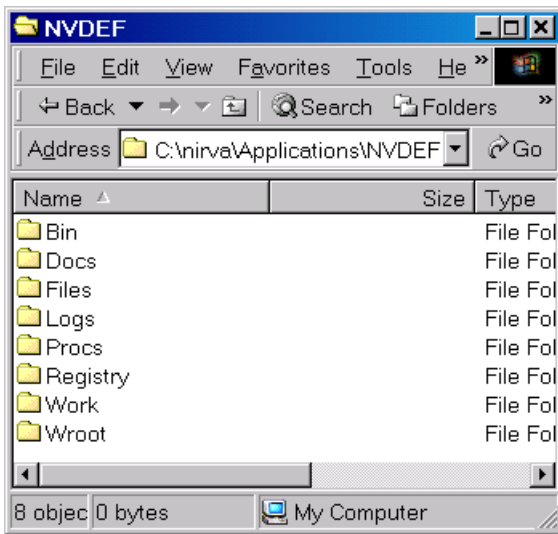 NVDEF
File Edit View Favorites Tools He »
Back Search Folders »
Address C:\nirva\Applications\NVDEF Go
Name Size Type
Bin File Fol
Docs File Fol
Files File Fol
Logs File Fol
Procs File Fol
Registry File Fol
Work File Fol
Wroot File Fol
8 objec 0 bytes My Computer